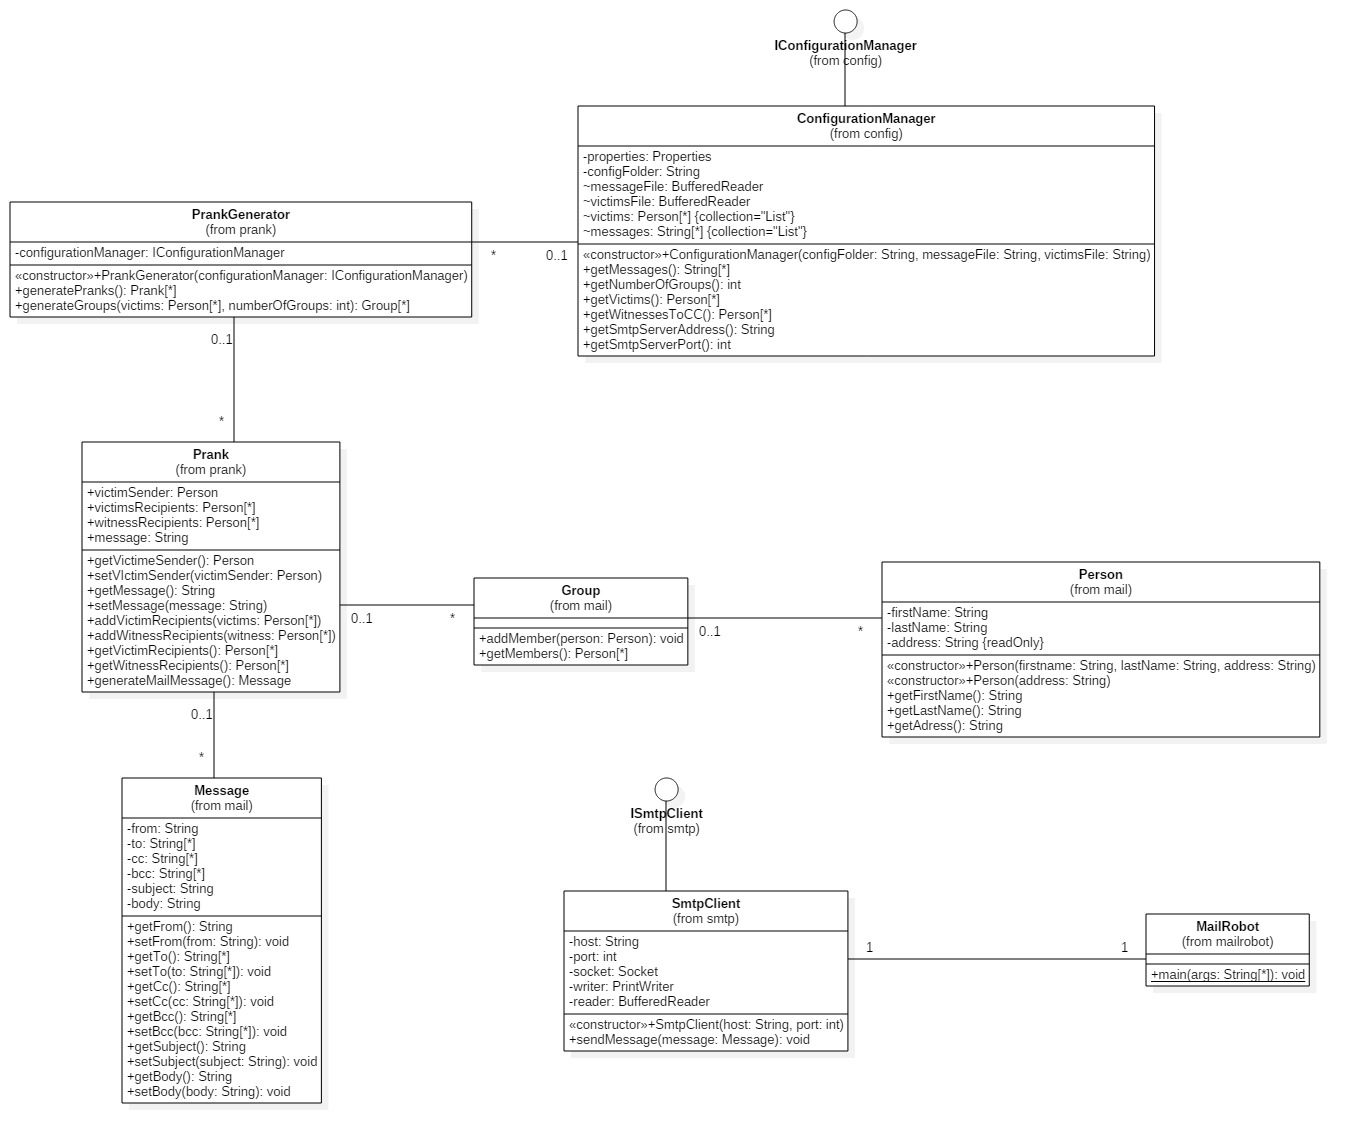 IConfigurationManager
(from config)
ConfigurationManager
(from config)
-properties: Properties
-configFolder: String
~messageFile: BufferedReader
~victimsFile: BufferedReader
~victims: Person[*] {collection="List"}
~messages: String[*] {collection="List"}
«constructor»+ConfigurationManager(configFolder: String, messageFile: String, victimsFile: String)
+getMessages(): String[*]
+getNumberOfGroups(): int
+getVictims(): Person[*]
+getWitnessesToCC(): Person[*]
+getSmtpServerAddress(): String
+getSmtpServerPort(): int
PrankGenerator
(from prank)
-configurationManager: IConfigurationManager
«constructor»+PrankGenerator(configurationManager: IConfigurationManager)
+generatePranks(): Prank[*]
+generateGroups(victims: Person[*], numberOfGroups: int): Group[*]
*
0..1
0..1
*
Prank
(from prank)
+victimSender: Person
+victimsRecipients: Person[*]
+witnessRecipients: Person[*]
+message: String
+getVictimeSender(): Person
+setVIctimSender(victimSender: Person)
+getMessage(): String
+setMessage(message: String)
+addVictimRecipients(victims: Person[*])
+addWitnessRecipients(witness: Person[*])
+getVictimRecipients(): Person[*]
+getWitnessRecipients(): Person[*]
+generateMailMessage(): Message
0..1
*
Group
(from mail)
+addMember(person: Person): void
+getMembers(): Person[*]
0..1
*
Person
(from mail)
-firstName: String
-lastName: String
-address: String {readOnly}
«constructor»+Person(firstname: String, lastName: String, address: String)
«constructor»+Person(address: String)
+getFirstName(): String
+getLastName(): String
+getAdress(): String
0..1
*
Message
(from mail)
-from: String
-to: String[*]
-cc: String[*]
-bcc: String[*]
-subject: String
-body: String
+getFrom(): String
+setFrom(from: String): void
+getTo(): String[*]
+setTo(to: String[*]): void
+getCc(): String[*]
+setCc(cc: String[*]): void
+getBcc(): String[*]
+setBcc(bcc: String[*]): void
+getSubject(): String
+setSubject(subject: String): void
+getBody(): String
+setBody(body: String): void
ISmtpClient
(from smtp)
SmtpClient
(from smtp)
-host: String
-port: int
-socket: Socket
-writer: PrintWriter
-reader: BufferedReader
«constructor»+SmtpClient(host: String, port: int)
+sendMessage(message: Message): void
1
1
MailRobot
(from mailrobot)
+main(args: String[*]): void